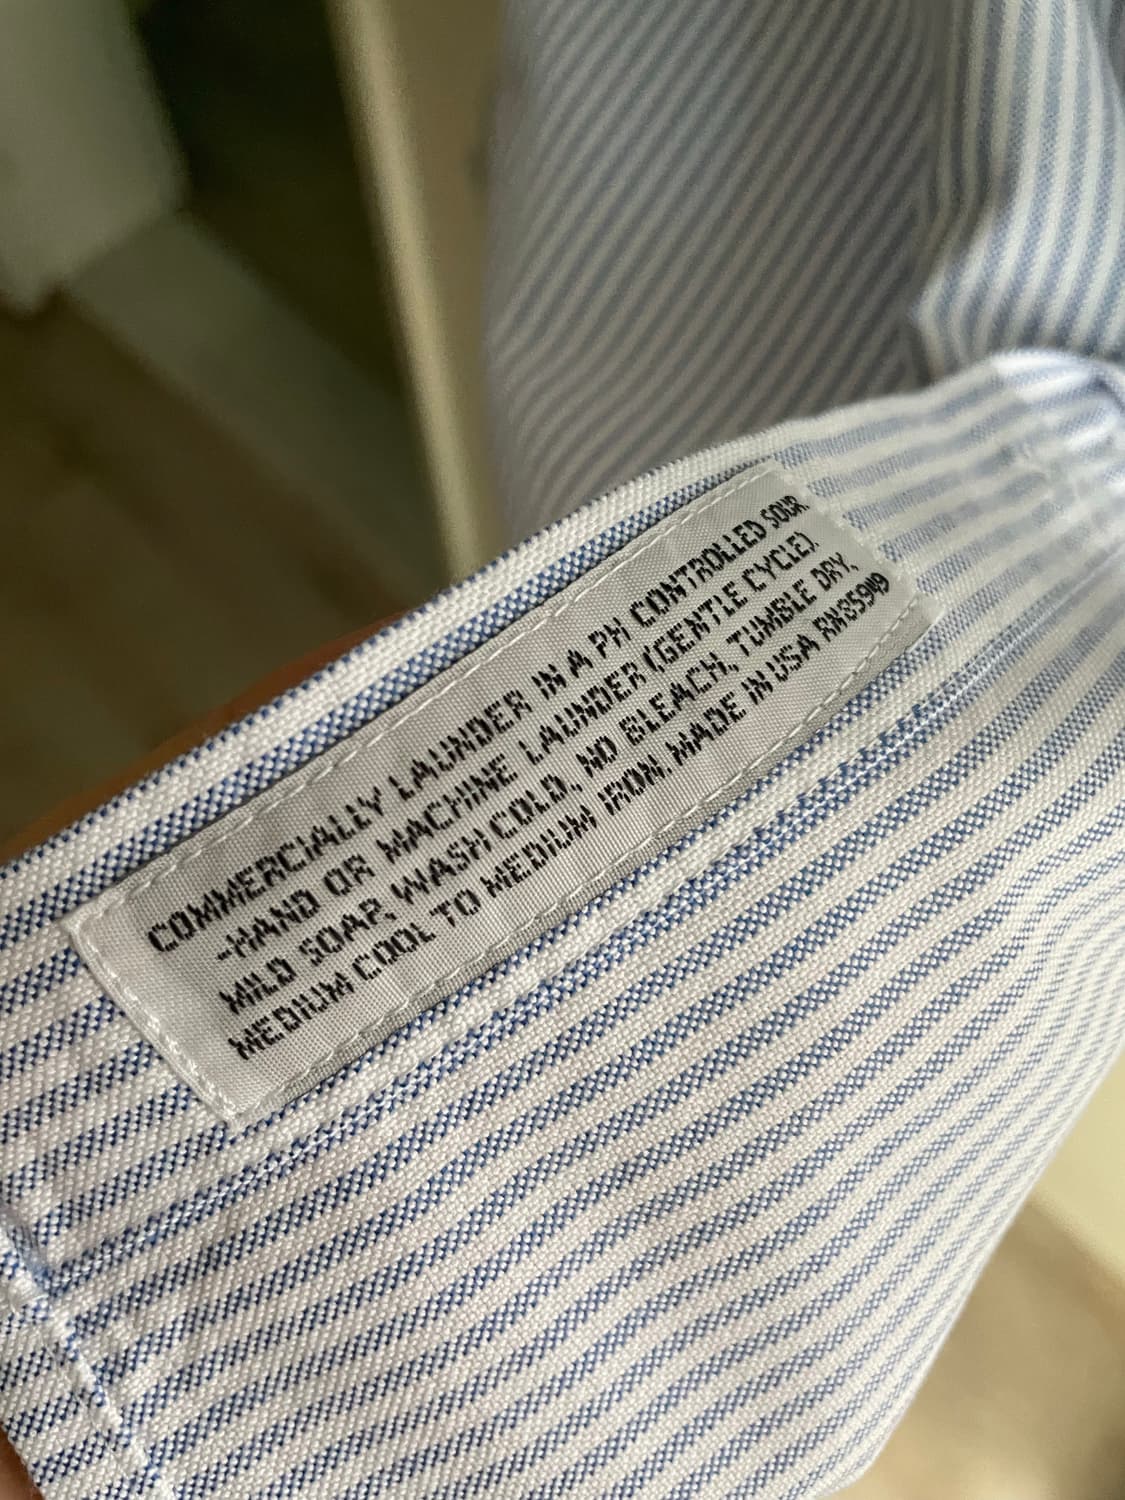 COMMERCIALLY LAUNDER IN A PH CONTROLLED SOUR.
-HAND OR MACHINE LAUNDER (GENTLE CYCLE).
MILD SOAP, WASH COLD, NO BLEACH, TUMBLE DRY,
MEDIUM COOL TO MEDIUM IRON. MADE IN USA RN85949